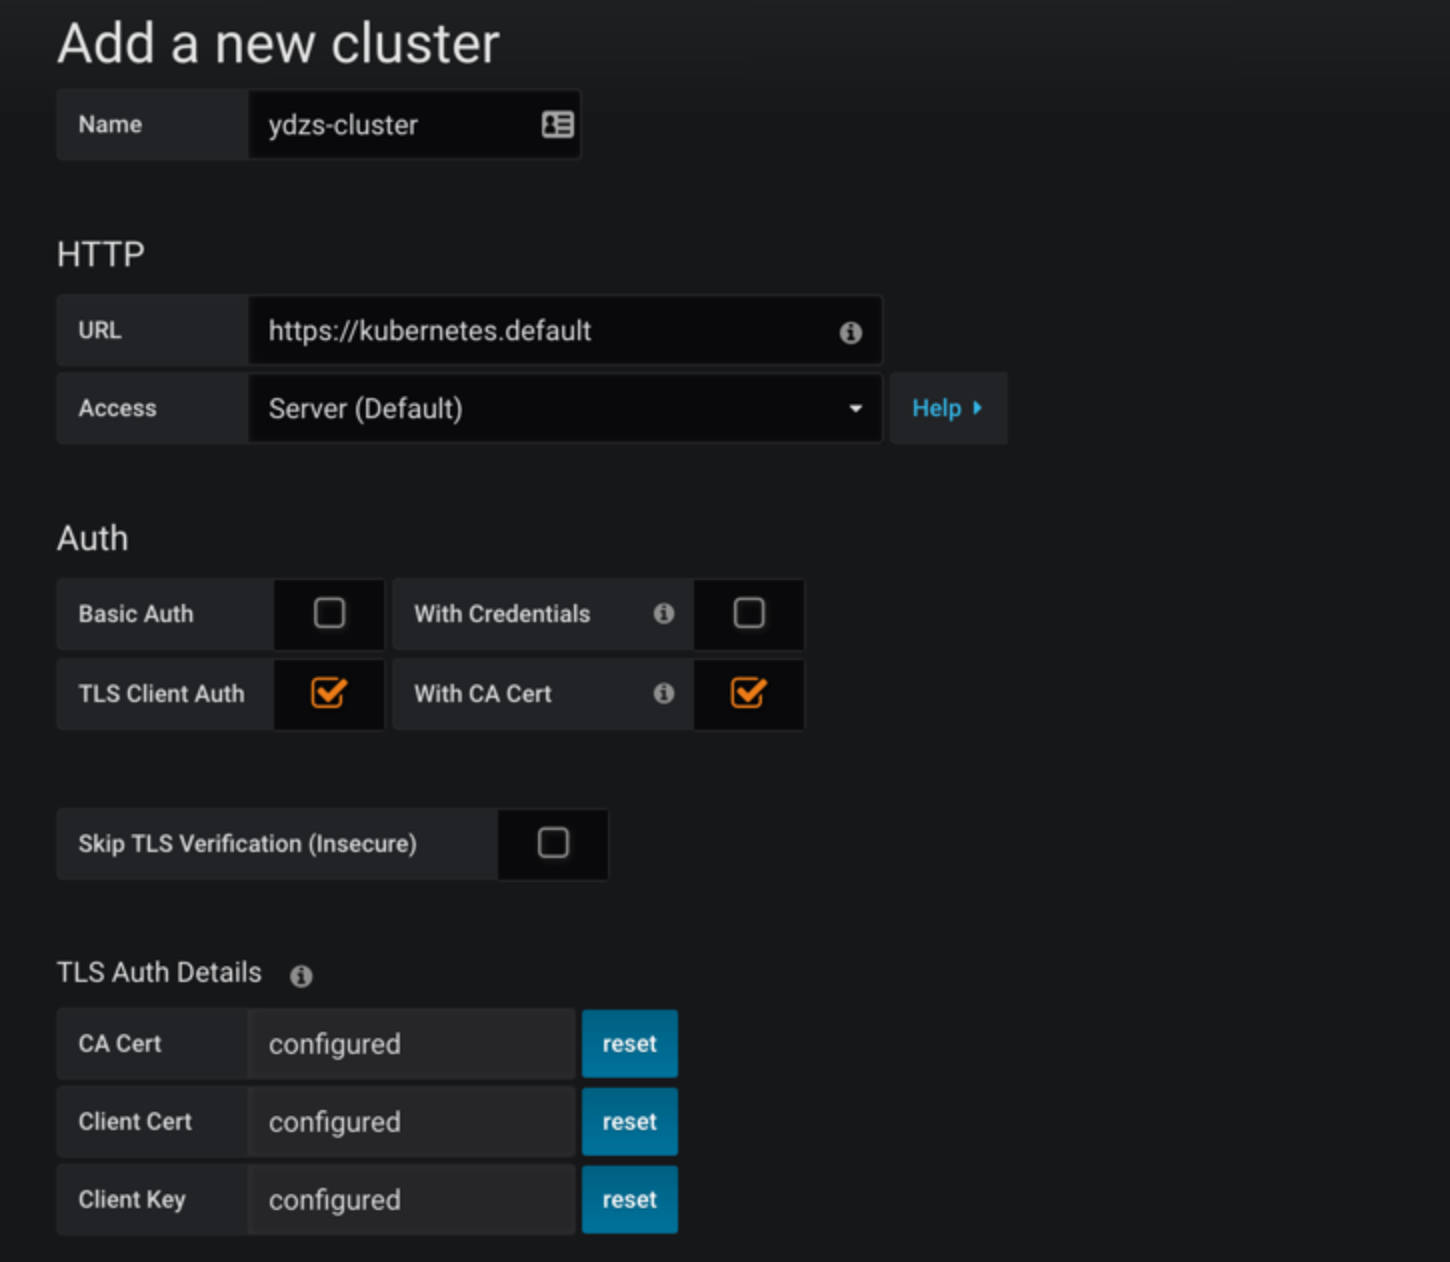 Add a new cluster
Name ydzs-cluster
HTTP
URL https://kubernetes.default
Access Server (Default) Help
Auth
Basic Auth With Credentials
TLS Client Auth With CA Cert
Skip TLS Verification (Insecure)
TLS Auth Details
CA Cert configured reset
Client Cert configured reset
Client Key configured reset